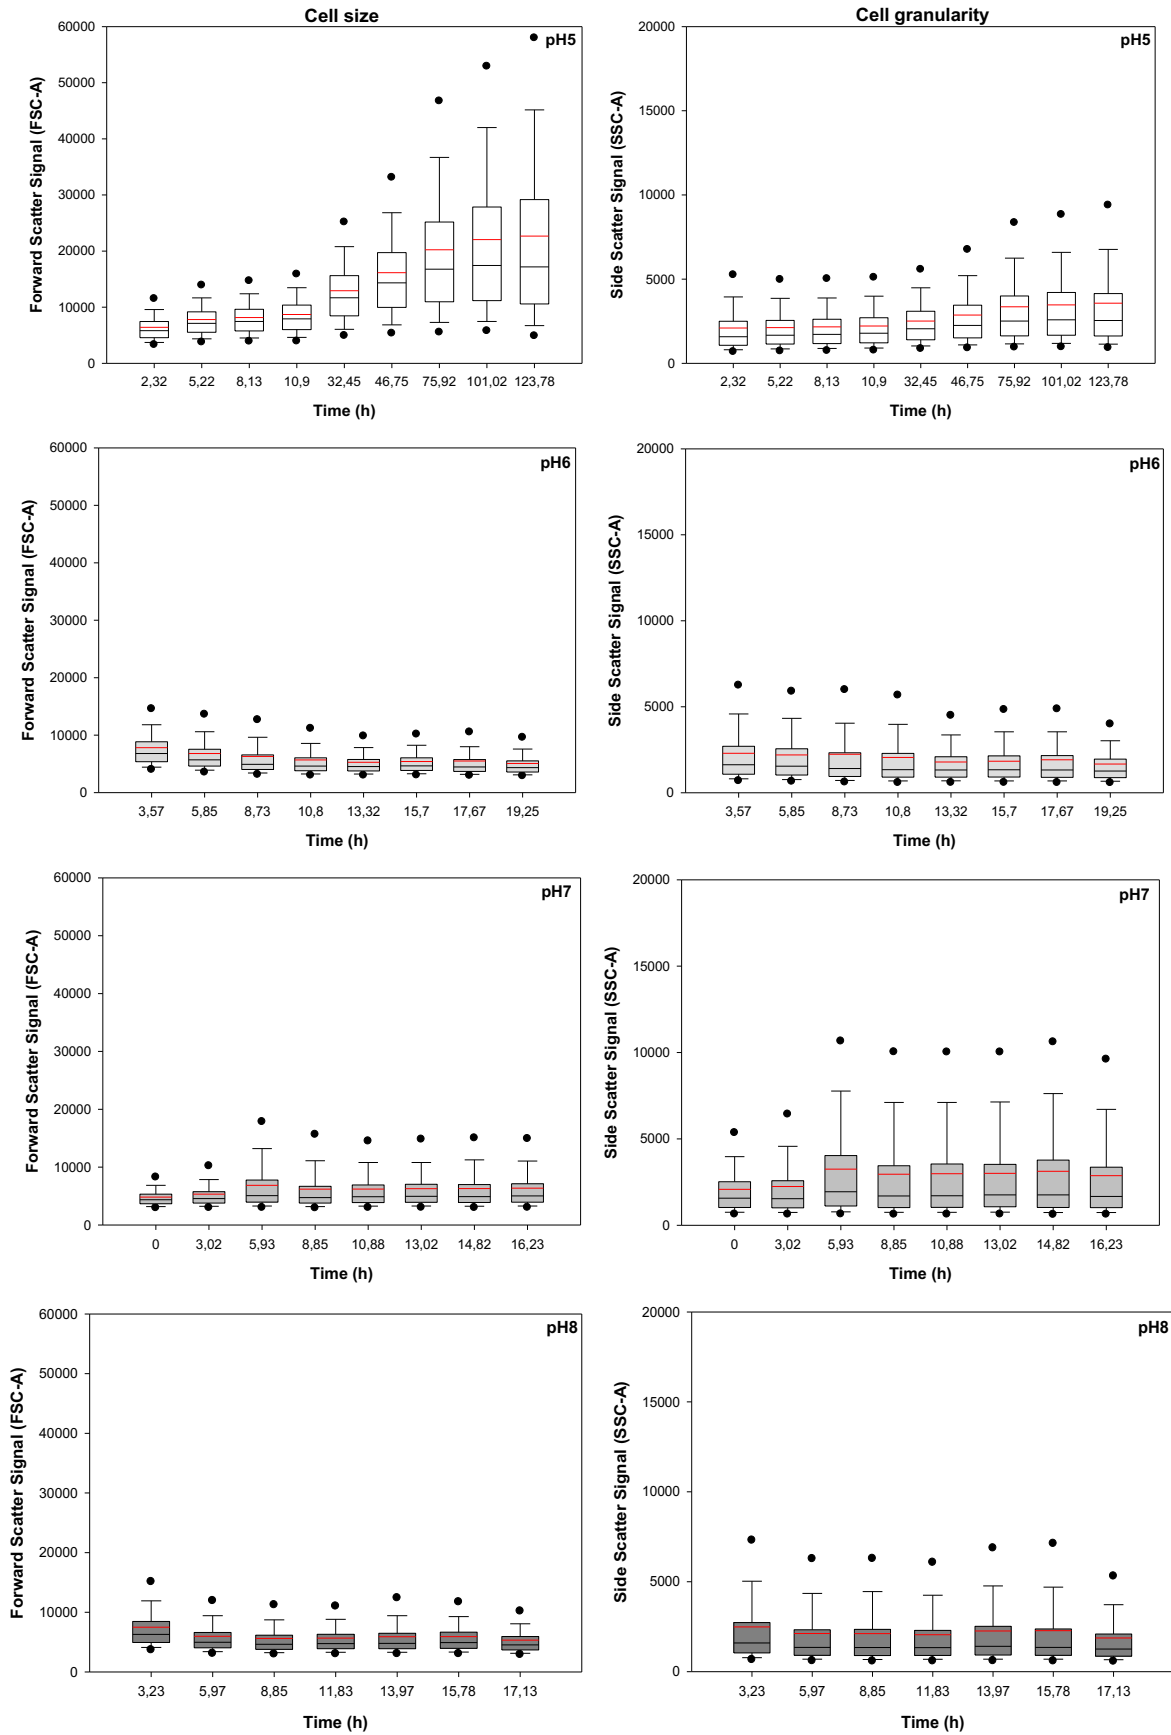 Cell size
Cell granularity
pH5
60000
50000
40000
30000
20000
10000
0
Forward Scatter Signal (FSC-A)
2,32 5,22 8,13 10,9 32,45 46,75 75,92 101,02 123,78
Time (h)
pH5
20000
15000
10000
5000
0
Side Scatter Signal (SSC-A)
2,32 5,22 8,13 10,9 32,45 46,75 75,92 101,02 123,78
Time (h)
pH6
60000
50000
40000
30000
20000
10000
0
Forward Scatter Signal (FSC-A)
3,57 5,85 8,73 10,8 13,32 15,7 17,67 19,25
Time (h)
pH6
20000
15000
10000
5000
0
Side Scatter Signal (SSC-A)
3,57 5,85 8,73 10,8 13,32 15,7 17,67 19,25
Time (h)
pH7
60000
50000
40000
30000
20000
10000
0
Forward Scatter Signal (FSC-A)
0 3,02 5,93 8,85 10,88 13,02 14,82 16,23
Time (h)
pH7
20000
15000
10000
5000
0
Side Scatter Signal (SSC-A)
0 3,02 5,93 8,85 10,88 13,02 14,82 16,23
Time (h)
pH8
60000
50000
40000
30000
20000
10000
0
Forward Scatter Signal (FSC-A)
3,23 5,97 8,85 11,83 13,97 15,78 17,13
Time (h)
pH8
20000
15000
10000
5000
0
Side Scatter Signal (SSC-A)
3,23 5,97 8,85 11,83 13,97 15,78 17,13
Time (h)